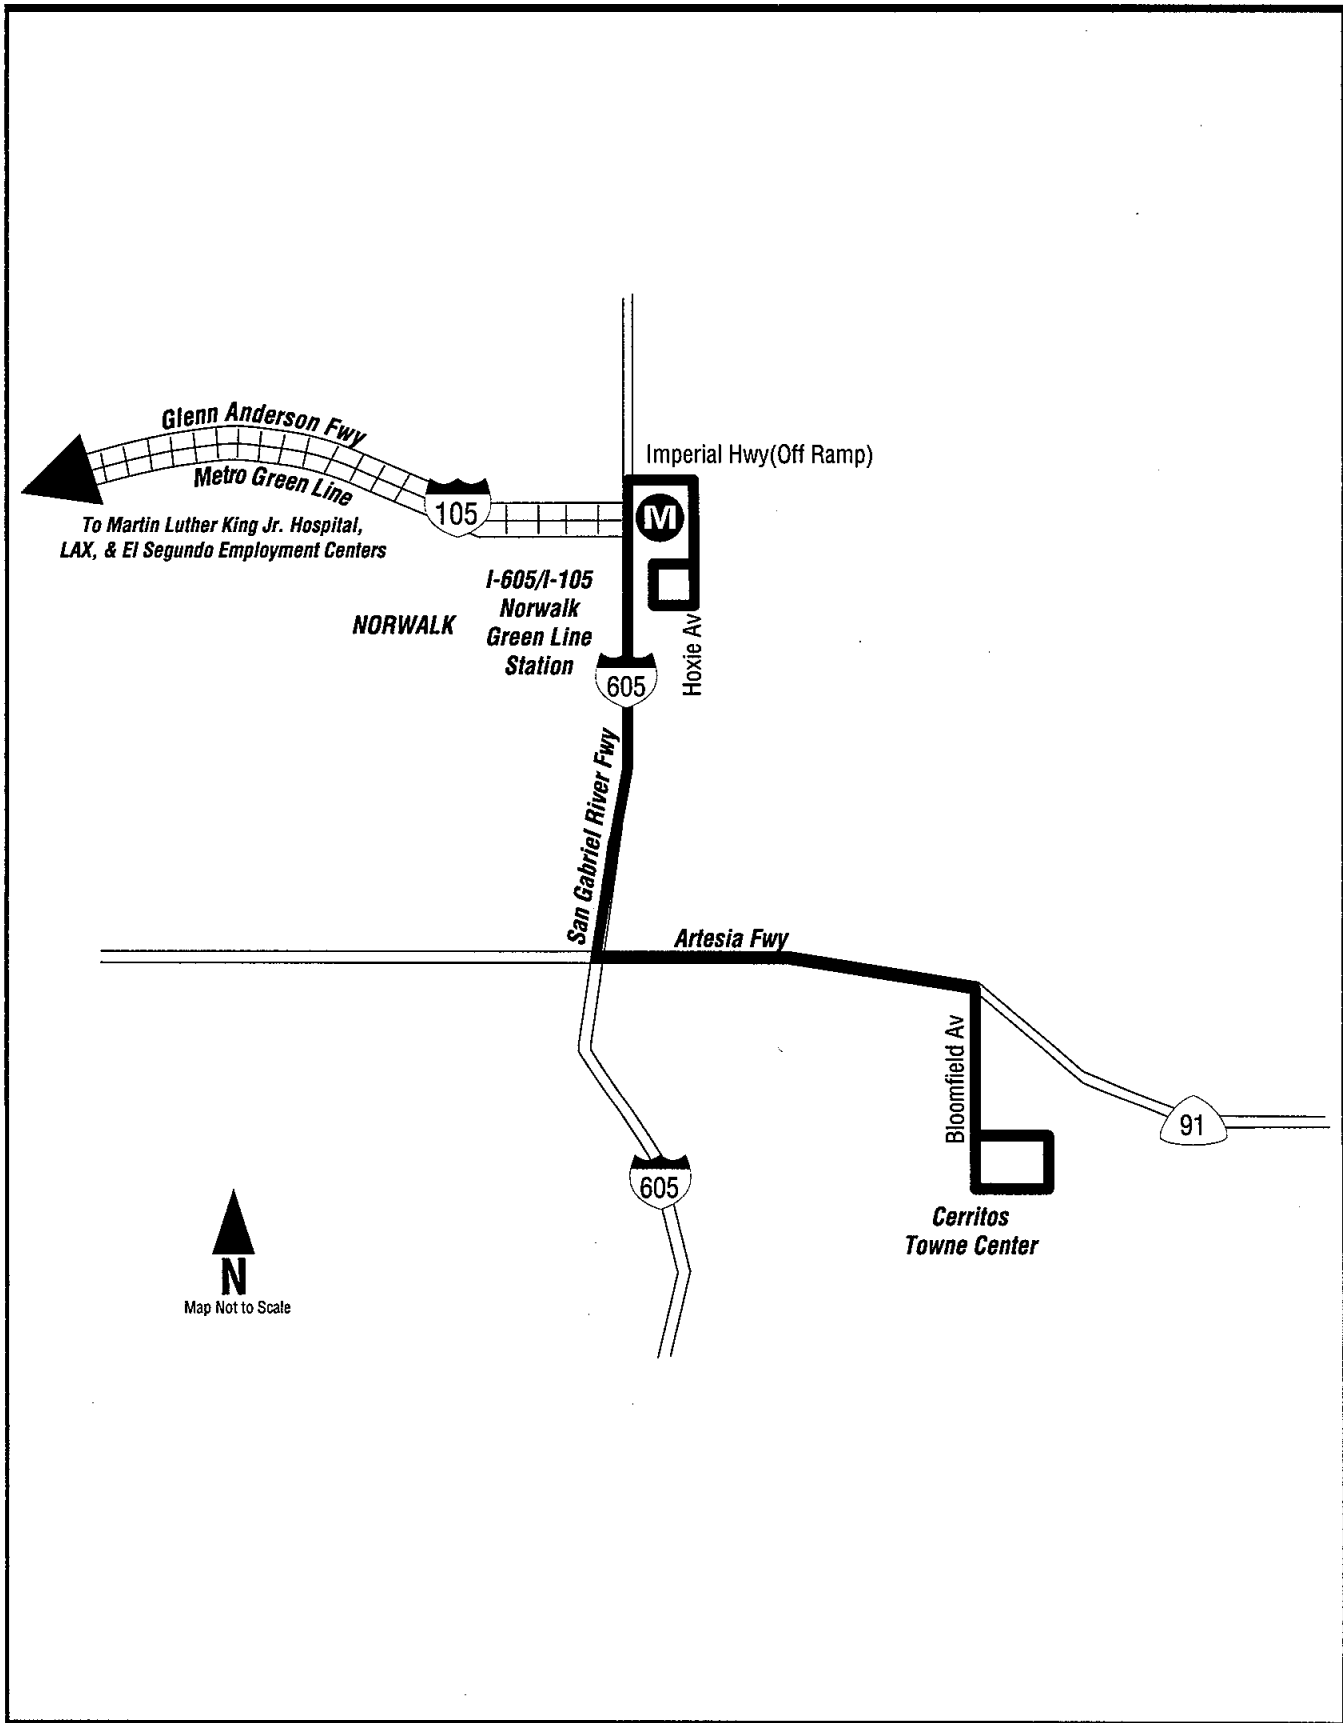 Glenn Anderson Fwy
Metro Green Line
To Martin Luther King Jr. Hospital,
LAX, & El Segundo Employment Centers
105
Imperial Hwy(Off Ramp)
M
I-605/I-105
Norwalk
Green Line
Station
NORWALK
Hoxie Av
605
San Gabriel River Fwy
Artesia Fwy
Bloomfield Av
91
605
Cerritos
Towne Center
N
Map Not to Scale